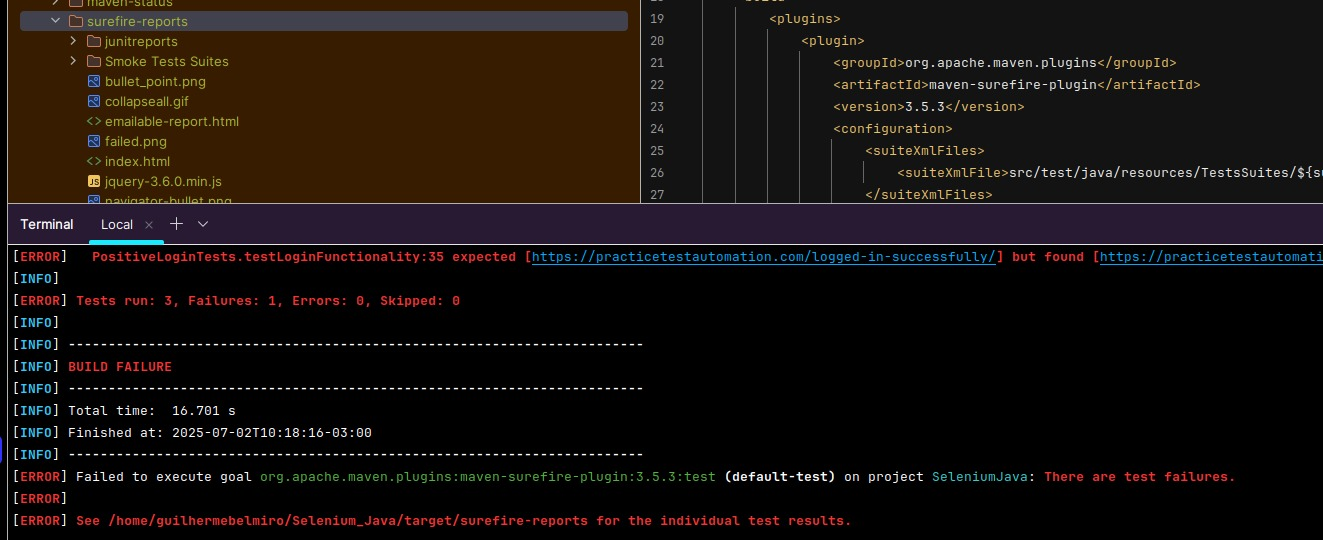 maven-status
surefire-reports
junitreports
Smoke Tests Suites
bullet_point.png
collapseall.gif
<> emailable-report.html
failed.png
<> index.html
JS jquery-3.6.0.min.js
navigator-bullet.png
19 <plugins>
20 <plugin>
21 <groupId>org.apache.maven.plugins</groupId>
22 <artifactId>maven-surefire-plugin</artifactId>
23 <version>3.5.3</version>
24 <configuration>
25 <suiteXmlFiles>
26 <suiteXmlFile>src/test/java/resources/TestsSuites/${su
27 </suiteXmlFiles>
Terminal Local × + 
[ERROR]   PositiveLoginTests.testLoginFunctionality:35 expected [https://practicetestautomation.com/logged-in-successfully/] but found [https://practicetestautomati
[INFO]
[ERROR] Tests run: 3, Failures: 1, Errors: 0, Skipped: 0
[INFO]
[INFO] ------------------------------------------------------------------------
[INFO] BUILD FAILURE
[INFO] ------------------------------------------------------------------------
[INFO] Total time:  16.701 s
[INFO] Finished at: 2025-07-02T10:18:16-03:00
[INFO] ------------------------------------------------------------------------
[ERROR] Failed to execute goal org.apache.maven.plugins:maven-surefire-plugin:3.5.3:test (default-test) on project SeleniumJava: There are test failures.
[ERROR]
[ERROR] See /home/guilhermebelmiro/Selenium_Java/target/surefire-reports for the individual test results.